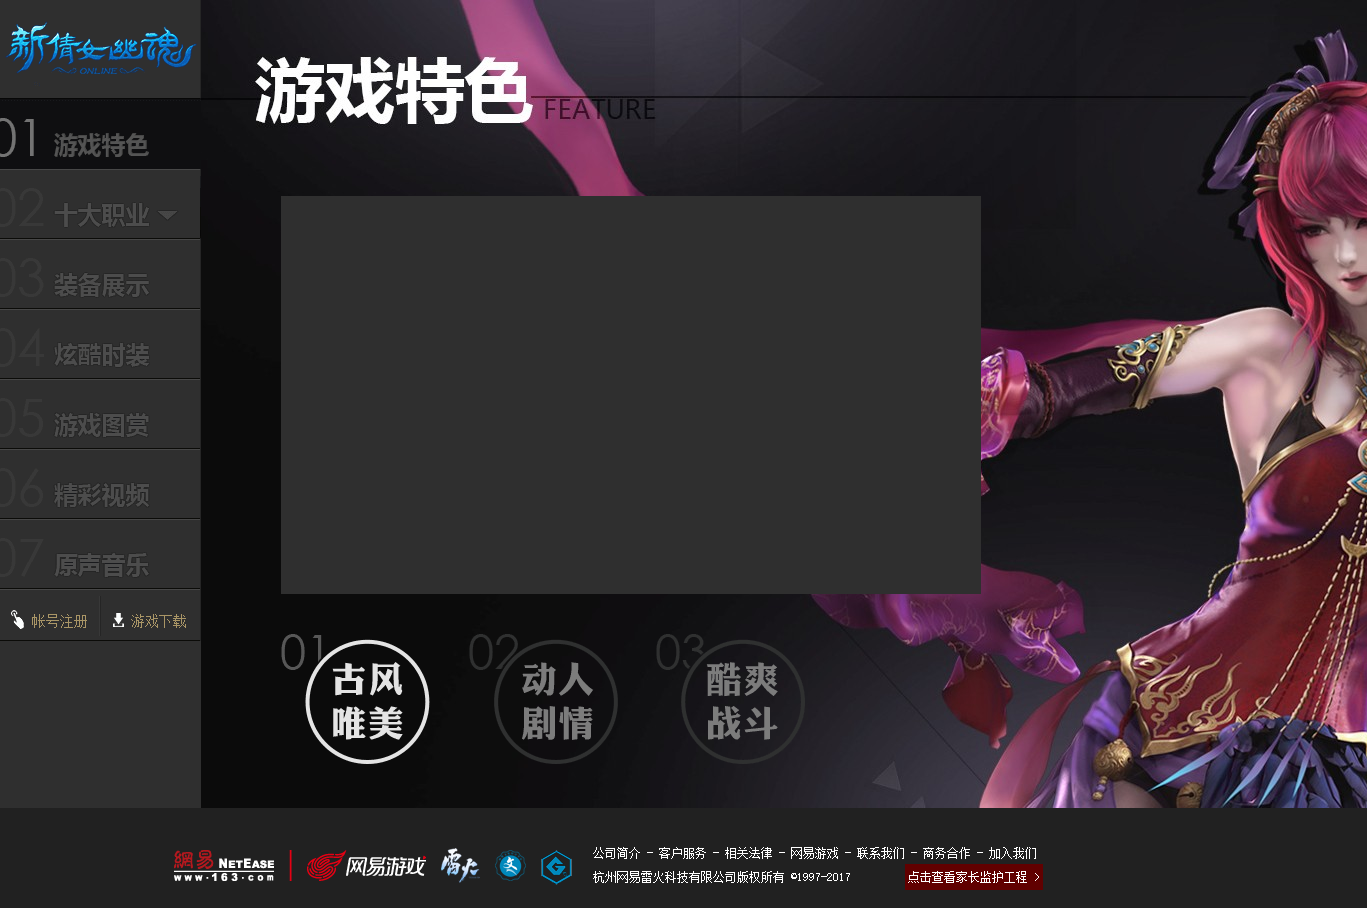 新倩女幽魂
ONLINE
01 游戏特色
02 十大职业
03 装备展示
04 炫酷时装
05 游戏图赏
06 精彩视频
07 原声音乐
帐号注册 游戏下载
游戏特色 FEATURE
01 古风
唯美
02 动人
剧情
03 酷爽
战斗
網易 NETEASE
www.163.com
网易游戏
雷火
公司简介 - 客户服务 - 相关法律 - 网易游戏 - 联系我们 - 商务合作 - 加入我们
杭州网易雷火科技有限公司版权所有 ©1997-2017
点击查看家长监护工程 >